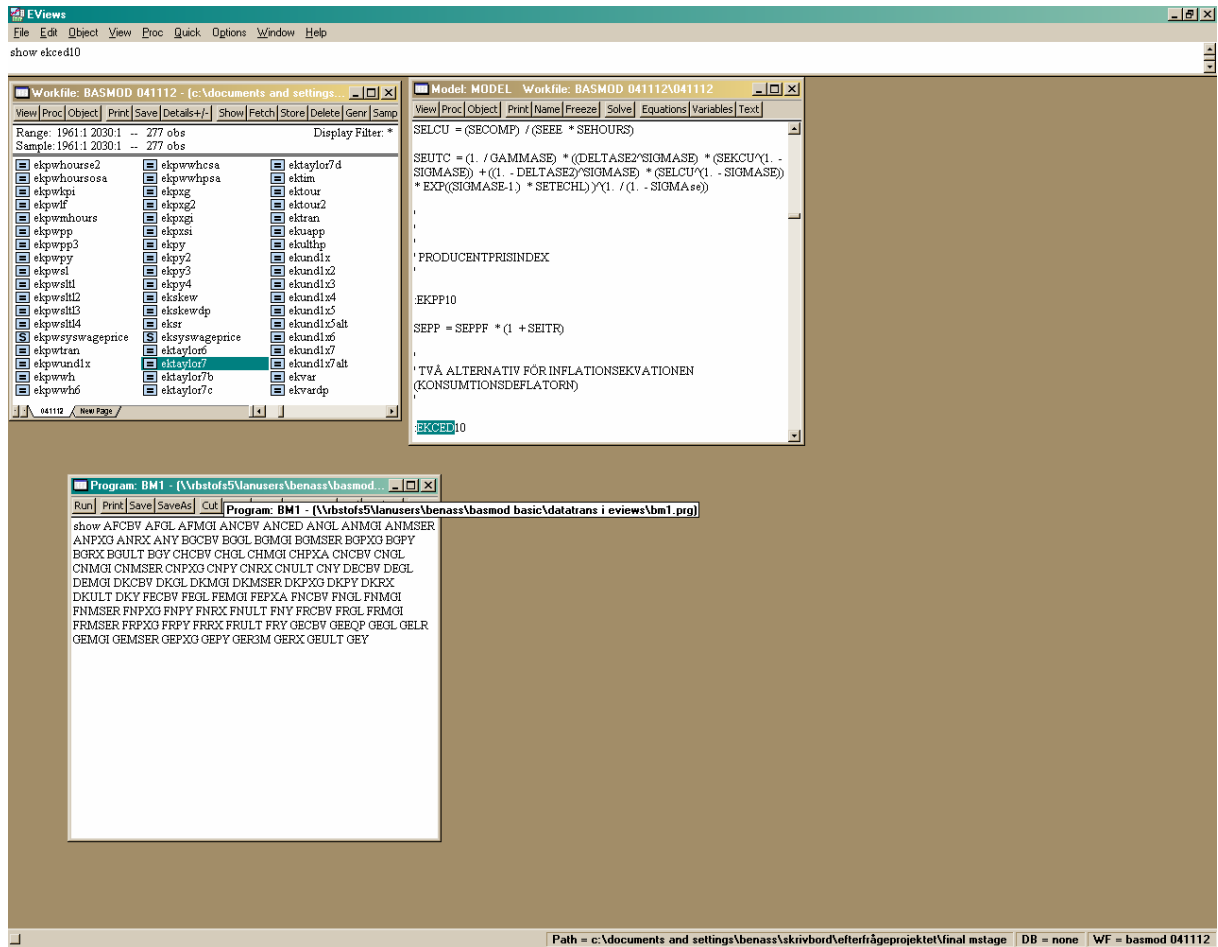 EViews
File Edit Object View Proc Quick Options Window Help
show ekced10
Workfile: BASMOD 041112 - (c:\documents and settings...
View Proc Object Print Save Details+/- Show Fetch Store Delete Genr Samp
Range: 1961:1 2030:1 -- 277 obs Display Filter: *
Sample: 1961:1 2030:1 -- 277 obs
ekpwhourse2 ekpwwhcsa ektaylor7d
ekpwhoursosa ekpwwhpsa ektim
ekpwkpi ekpxg ektour
ekpwlf ekpxg2 ektour2
ekpwmhours ekpxgi ektran
ekpwpp ekpxsi ekuapp
ekpwpp3 ekpy ekulthp
ekpwpy ekpy2 ekund1x
ekpwsl ekpy3 ekund1x2
ekpwslt1 ekpy4 ekund1x3
ekpwslt12 ekskew ekund1x4
ekpwslt13 ekskewdp ekund1x5
ekpwslt14 eksr ekund1x5alt
S ekpwsyswageprice S eksyswageprice ekund1x6
ekpwtran ektaylor6 ekund1x7
ekpwund1x ektaylor7 ekund1x7alt
ekpwwh ektaylor7b ekvar
ekpwwh6 ektaylor7c ekvardp
041112 New Page
Model: MODEL Workfile: BASMOD 041112\041112
View Proc Object Print Name Freeze Solve Equations Variables Text
SELCU = (SECOMP) / (SEEE * SEHOURS)
SEUTC = (1. / GAMMASE) * ((DELTASE2^SIGMASE) * (SEKCU^(1. -
SIGMASE)) + ((1. - DELTASE2)^SIGMASE) * (SELCU^(1. - SIGMASE))
* EXP((SIGMASE-1.) * SETECHL) )^(1. / (1. - SIGMAse))
'
'
'
' PRODUCENTPRISINDEX
'
:EKPP10
SEPP = SEPPF * (1 + SEITR)
'
' TVÅ ALTERNATIV FÖR INFLATIONSEKVATIONEN
(KONSUMTIONSDEFLATORN)
'
:EKCED10
Program: BM1 - (\\rbstofs5\lanusers\benass\basmod...
Run Print Save SaveAs Cut
Program: BM1 - (\\rbstofs5\lanusers\benass\basmod basic\datatrans i eviews\bm1.prg)
show AFCBV AFGL AFMGI ANCBV ANCED ANGL ANMGI ANMSER
ANPXG ANRX ANY BGCBV BGGL BGMGI BGMSER BGPXG BGPY
BGRX BGULT BGY CHCBV CHGL CHMGI CHPXA CNCBV CNGL
CNMGI CNMSER CNPXG CNPY CNRX CNULT CNY DECBV DEGL
DEMGI DKCBV DKGL DKMGI DKMSER DKPXG DKPY DKRX
DKULT DKY FECBV FEGL FEMGI FEPXA FNCBV FNGL FNMGI
FNMSER FNPXG FNPY FNRX FNULT FNY FRCBV FRGL FRMGI
FRMSER FRPXG FRPY FRRX FRULT FRY GECBV GEEQP GEGL GELR
GEMGI GEMSER GEPXG GEPY GER3M GERX GEULT GEY
Path = c:\documents and settings\benass\skrivbord\efterfrågeprojektet\final mstage DB = none WF = basmod 041112